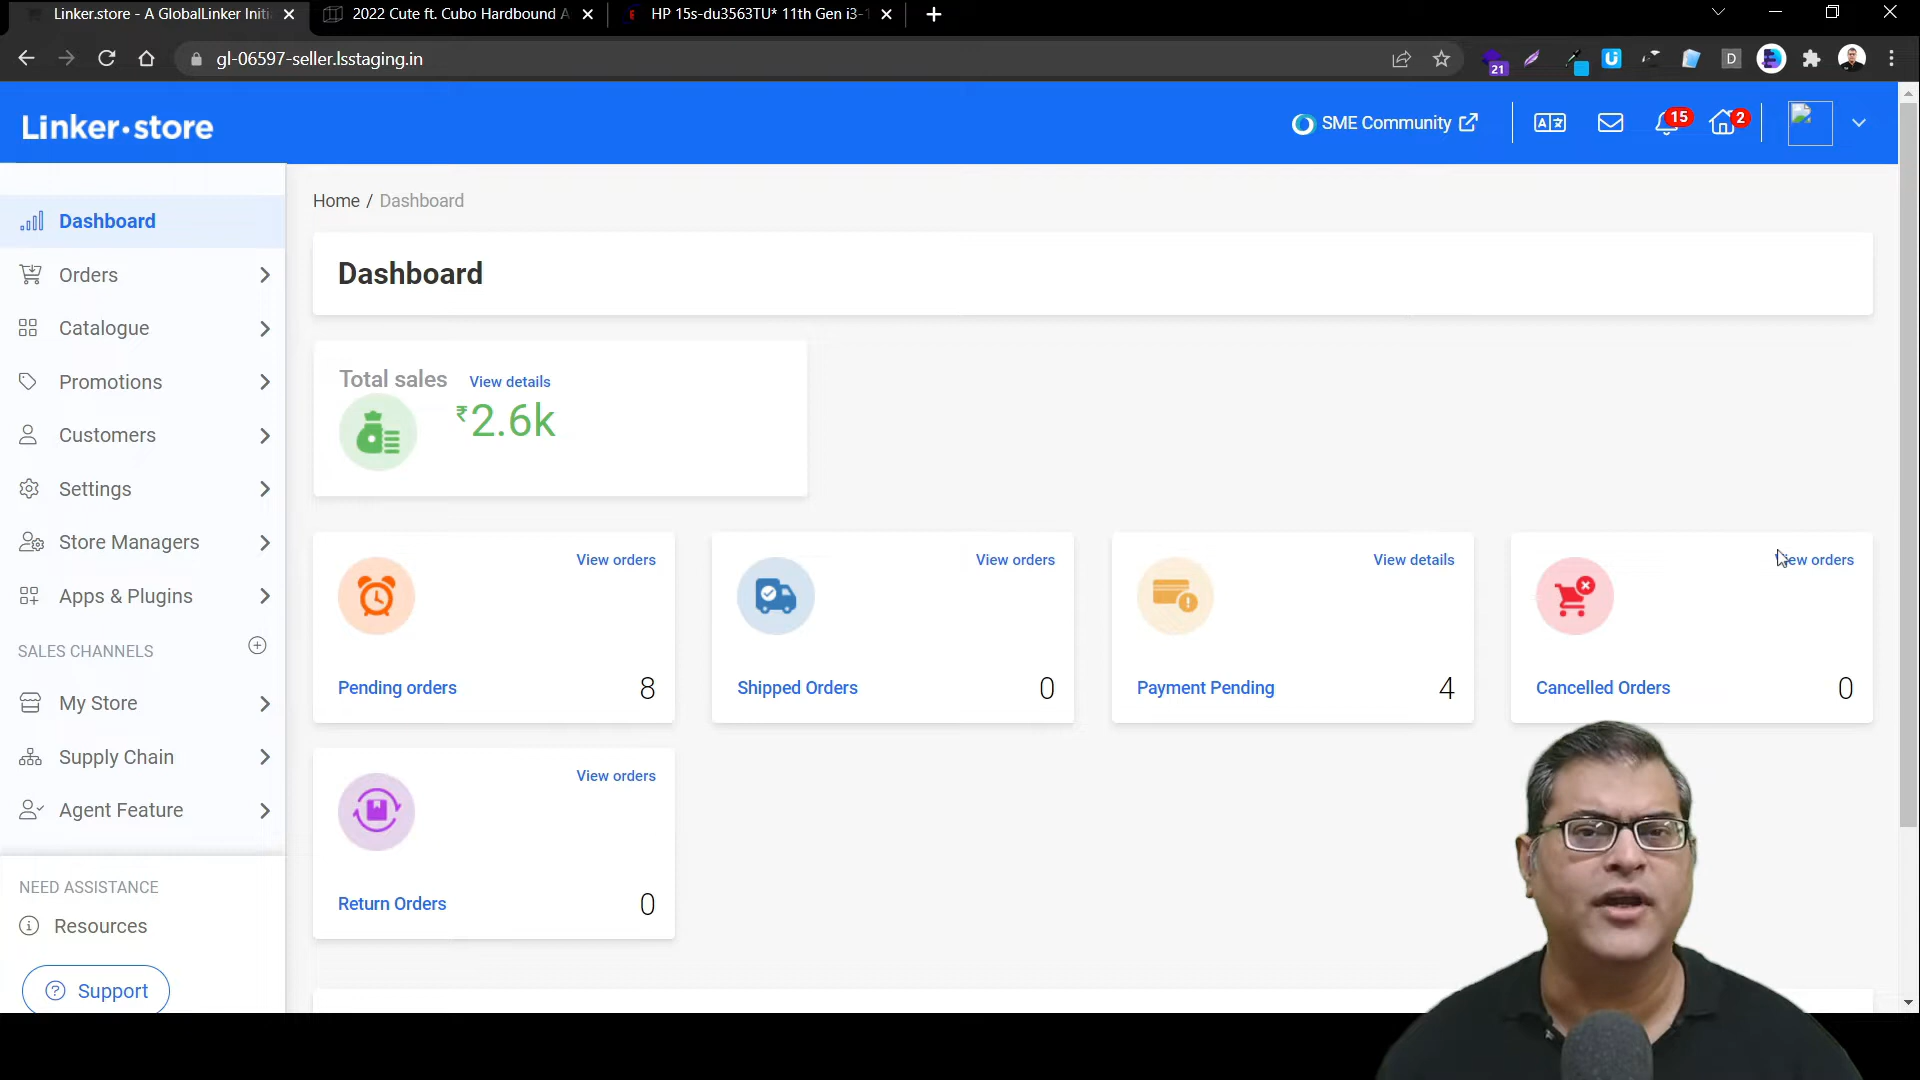 Linker.store - A GlobalLinker Initi
2022 Cute ft. Cubo Hardbound A
HP 15s-du3563TU* 11th Gen i3-1
gl-06597-seller.lsstaging.in
21
D
Linker·store
SME Community
15
2
Dashboard
Orders
Catalogue
Promotions
Customers
Settings
Store Managers
Apps & Plugins
SALES CHANNELS
My Store
Supply Chain
Agent Feature
NEED ASSISTANCE
Resources
Support
Home / Dashboard
Dashboard
Total sales View details
₹2.6k
View orders
Pending orders 8
View orders
Shipped Orders 0
View details
Payment Pending 4
View orders
Cancelled Orders 0
View orders
Return Orders 0